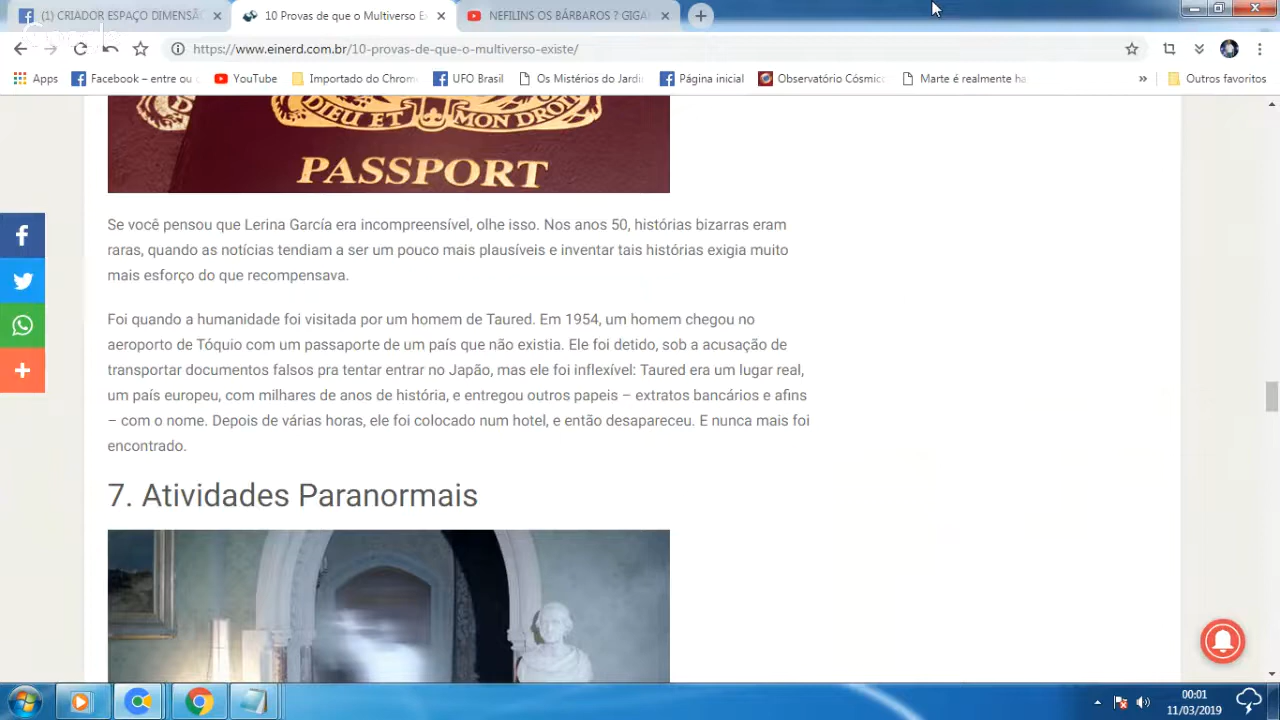 (1) CRIADOR ESPAÇO DIMENSÃO
10 Provas de que o Multiverso Ex
NEFILINS OS BÁRBAROS ? GIGA
https://www.einerd.com.br/10-provas-de-que-o-multiverso-existe/
Apps
Facebook – entre ou c
YouTube
Importado do Chrom
UFO Brasil
Os Mistérios do Jardin
Página inicial
Observatório Cósmic
Marte é realmente ha
»
Outros favoritos
DIEU ET MON DROIT
PASSPORT
Se você pensou que Lerina García era incompreensível, olhe isso. Nos anos 50, histórias bizarras eram
raras, quando as notícias tendiam a ser um pouco mais plausíveis e inventar tais histórias exigia muito
mais esforço do que recompensava.
Foi quando a humanidade foi visitada por um homem de Taured. Em 1954, um homem chegou no
aeroporto de Tóquio com um passaporte de um país que não existia. Ele foi detido, sob a acusação de
transportar documentos falsos pra tentar entrar no Japão, mas ele foi inflexível: Taured era um lugar real,
um país europeu, com milhares de anos de história, e entregou outros papeis – extratos bancários e afins
– com o nome. Depois de várias horas, ele foi colocado num hotel, e então desapareceu. E nunca mais foi
encontrado.
7. Atividades Paranormais
00:01
11/03/2019